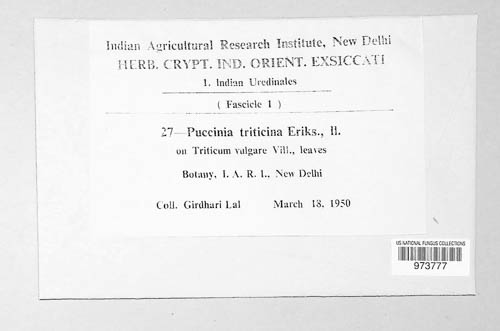 Indian Agricultural Research Institute, New Delhi
HERB. CRYPT. IND. ORIENT. EXSICCATI
1. Indian Uredinales
( Fascicle 1 )
27—Puccinia triticina Eriks., II.
on Triticum vulgare Vill., leaves
Botany, I. A. R. I., New Delhi
Coll. Girdhari Lal March 18, 1950
US NATIONAL FUNGUS COLLECTIONS
973777